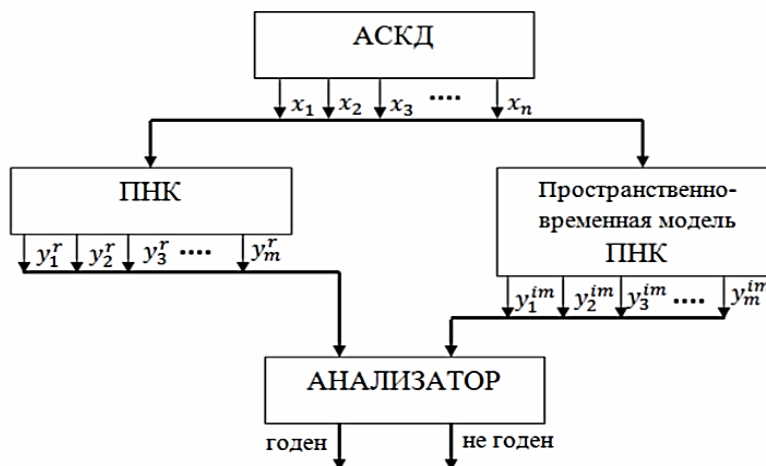 АСКД
x₁ x₂ x₃ .... xₙ
ПНК
Пространственно-
временная модель
ПНК
y₁ʳ y₂ʳ y₃ʳ .... yₘʳ
y₁ⁱᵐ y₂ⁱᵐ y₃ⁱᵐ .... yₘⁱᵐ
АНАЛИЗАТОР
годен
не годен